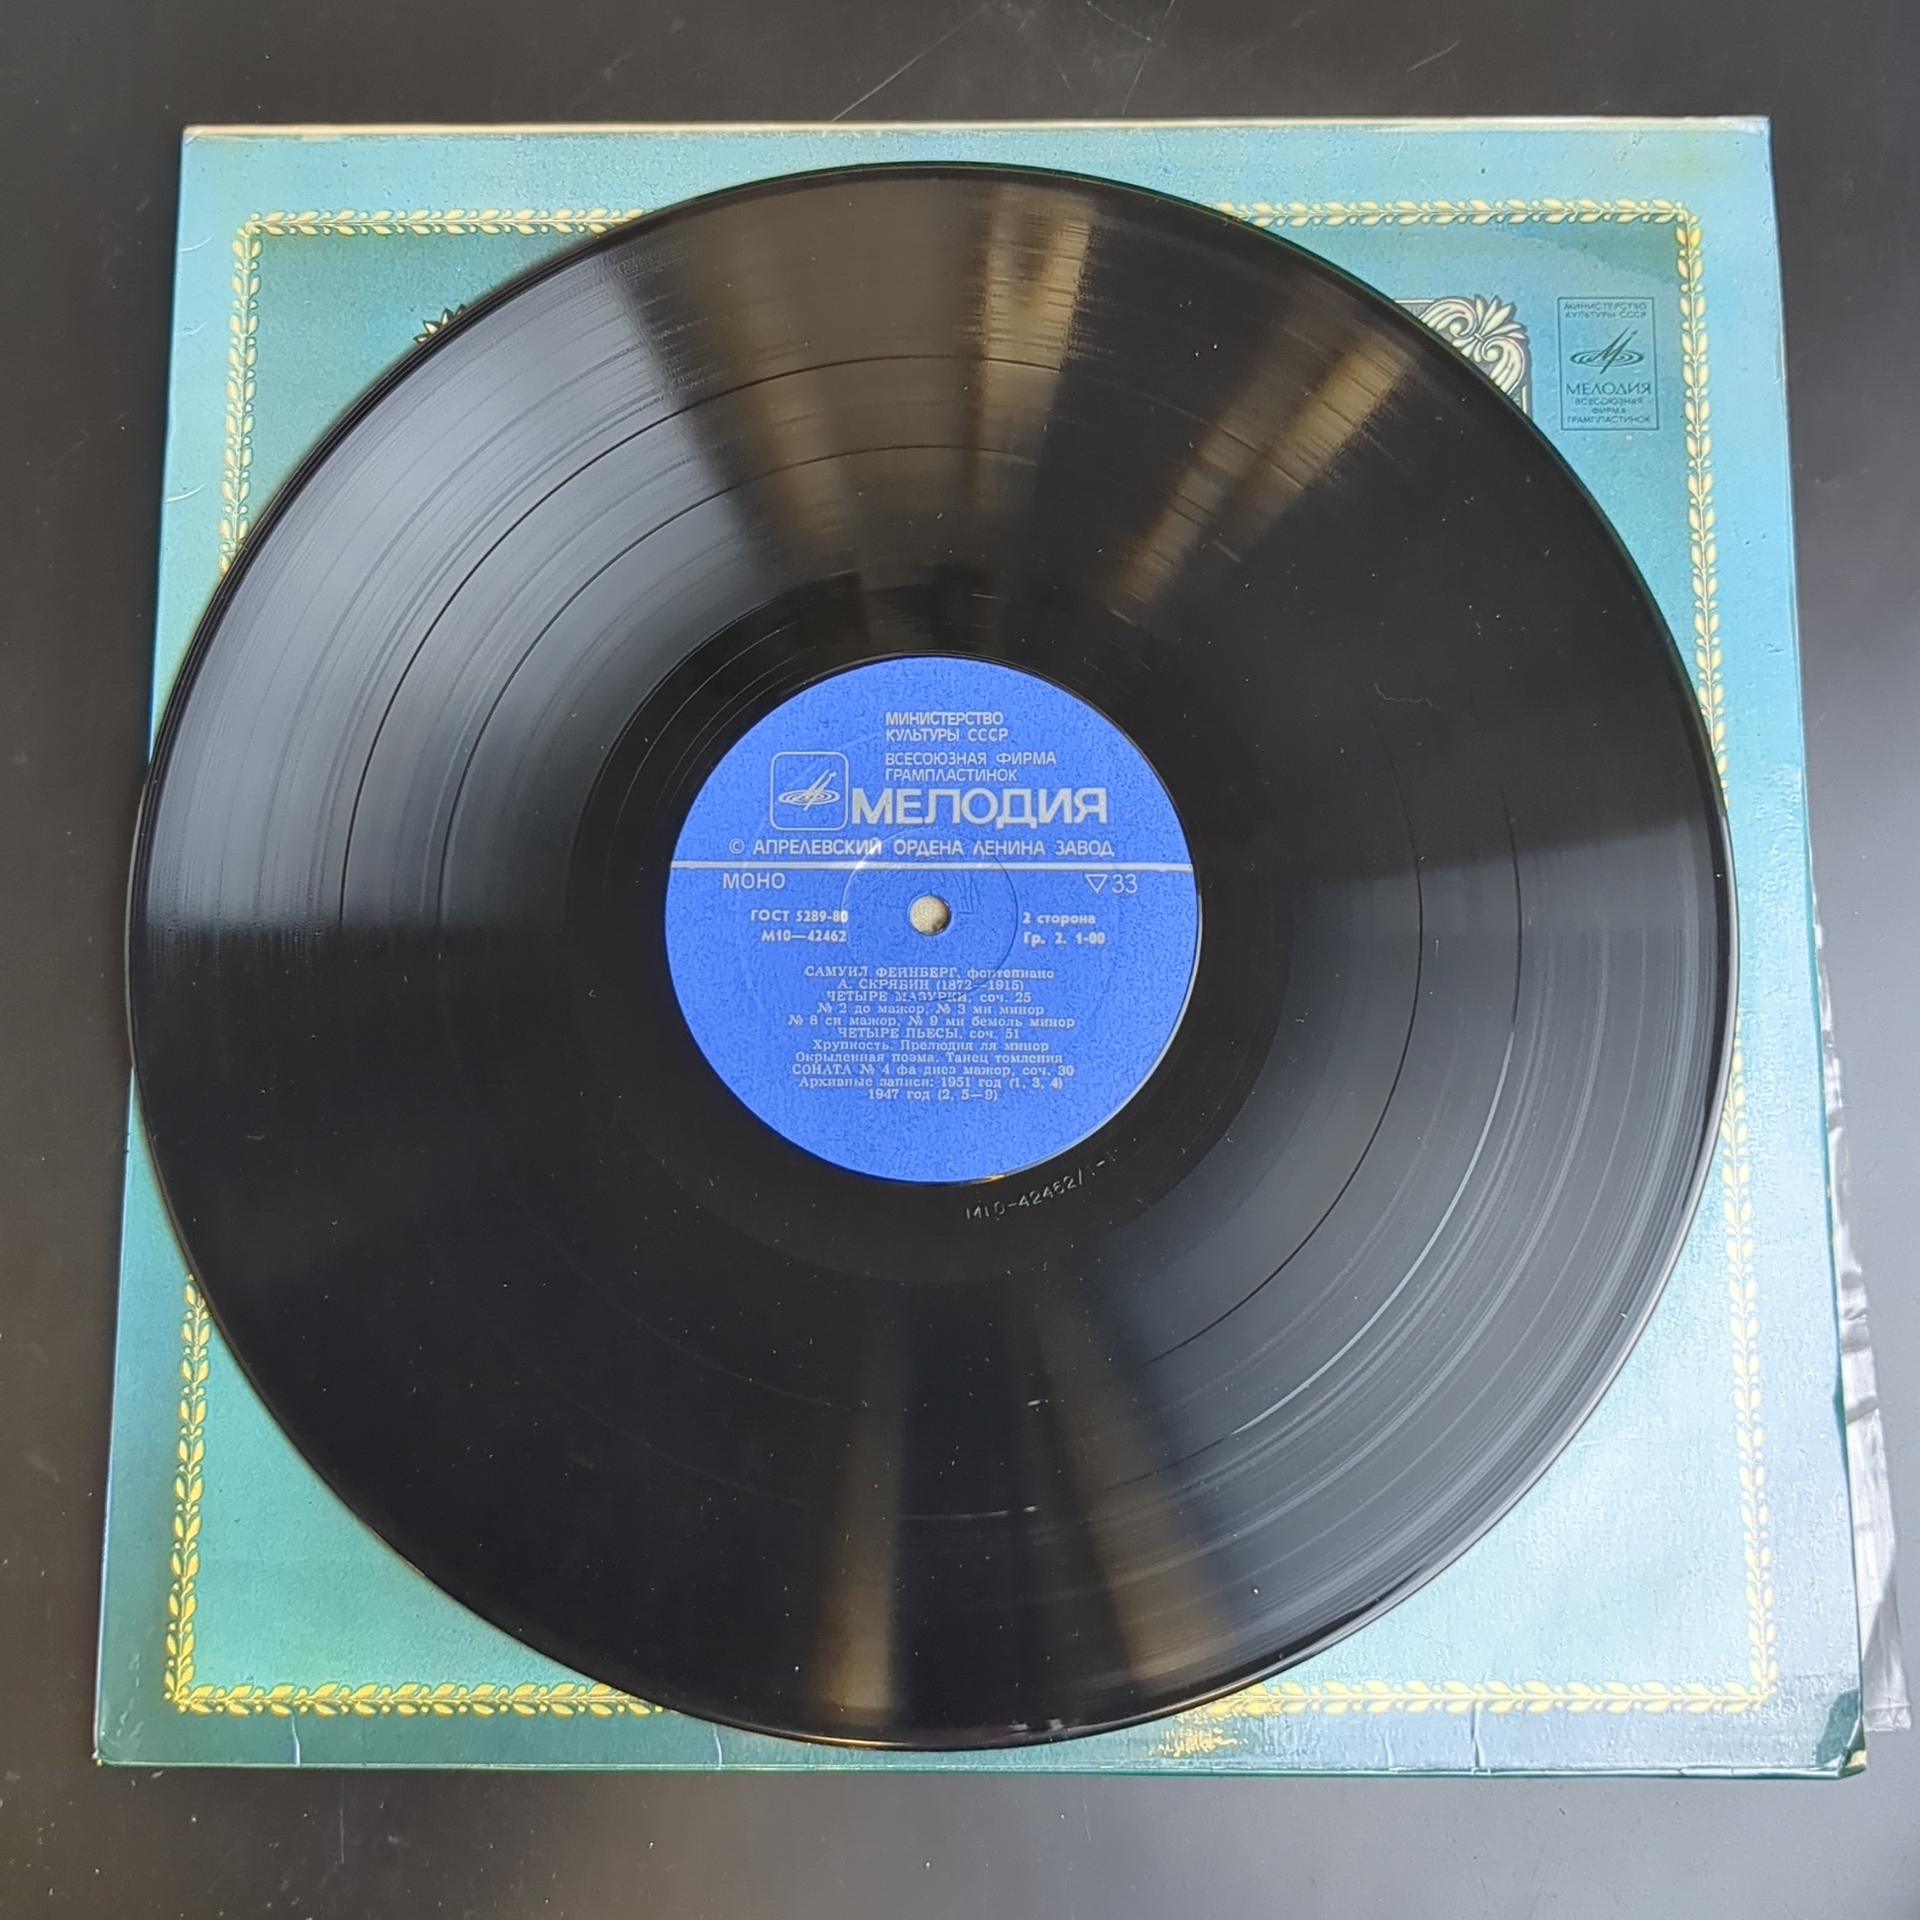 МИНИСТЕРСТВО
КУЛЬТУРЫ СССР
МЕЛОДИЯ
ВСЕСОЮЗНАЯ
ФИРМА
ГРАМПЛАСТИНОК
МИНИСТЕРСТВО
КУЛЬТУРЫ СССР
ВСЕСОЮЗНАЯ ФИРМА
ГРАМПЛАСТИНОК
МЕЛОДИЯ
© АПРЕЛЕВСКИЙ ОРДЕНА ЛЕНИНА ЗАВОД
МОНО ▽33
ГОСТ 5289-80 2 сторона
М10—42462 Гр. 2. 1-00
САМУИЛ ФЕЙНБЕРГ, фортепиано
А. СКРЯБИН (1872—1915)
ЧЕТЫРЕ МАЗУРКИ, соч. 25
№ 2 до мажор, № 3 ми минор
№ 8 си мажор, № 9 ми бемоль минор
ЧЕТЫРЕ ПЬЕСЫ, соч. 51
Хрупкость. Прелюдия ля минор
Окрыленная поэма. Танец томления
СОНАТА № 4 фа диез мажор, соч. 30
Архивные записи: 1951 год (1, 3, 4)
1947 год (2, 5—9)
М10-42462/